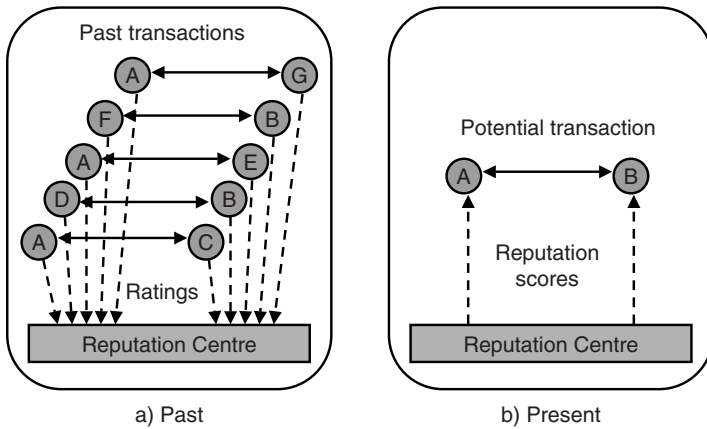 Past transactions
A G
F B
A E
D B
A C
Ratings
Reputation Centre
a) Past
Potential transaction
A B
Reputation
scores
Reputation Centre
b) Present